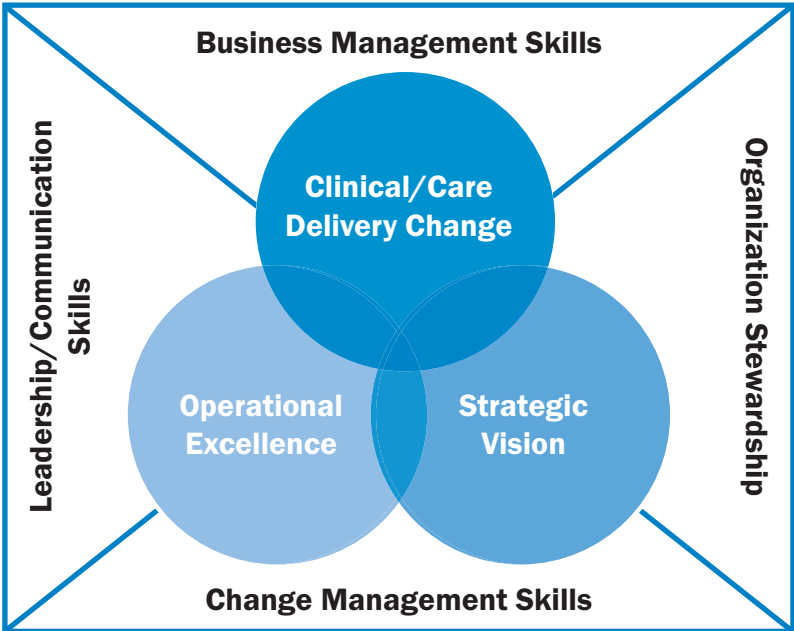 Business Management Skills
Clinical/Care
Delivery Change
Leadership/Communication
Skills
Organization Stewardship
Operational
Excellence
Strategic
Vision
Change Management Skills